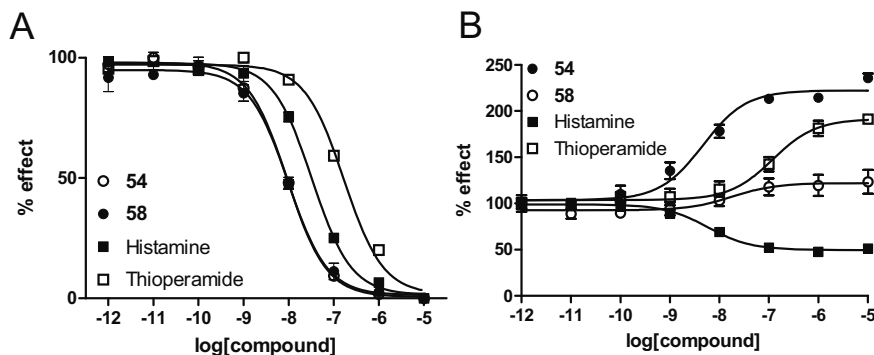 A
% effect
100
50
0
54
58
Histamine
Thioperamide
-12 -11 -10 -9 -8 -7 -6 -5
log[compound]
B
% effect
250
200
150
100
50
0
54
58
Histamine
Thioperamide
-12 -11 -10 -9 -8 -7 -6 -5
log[compound]